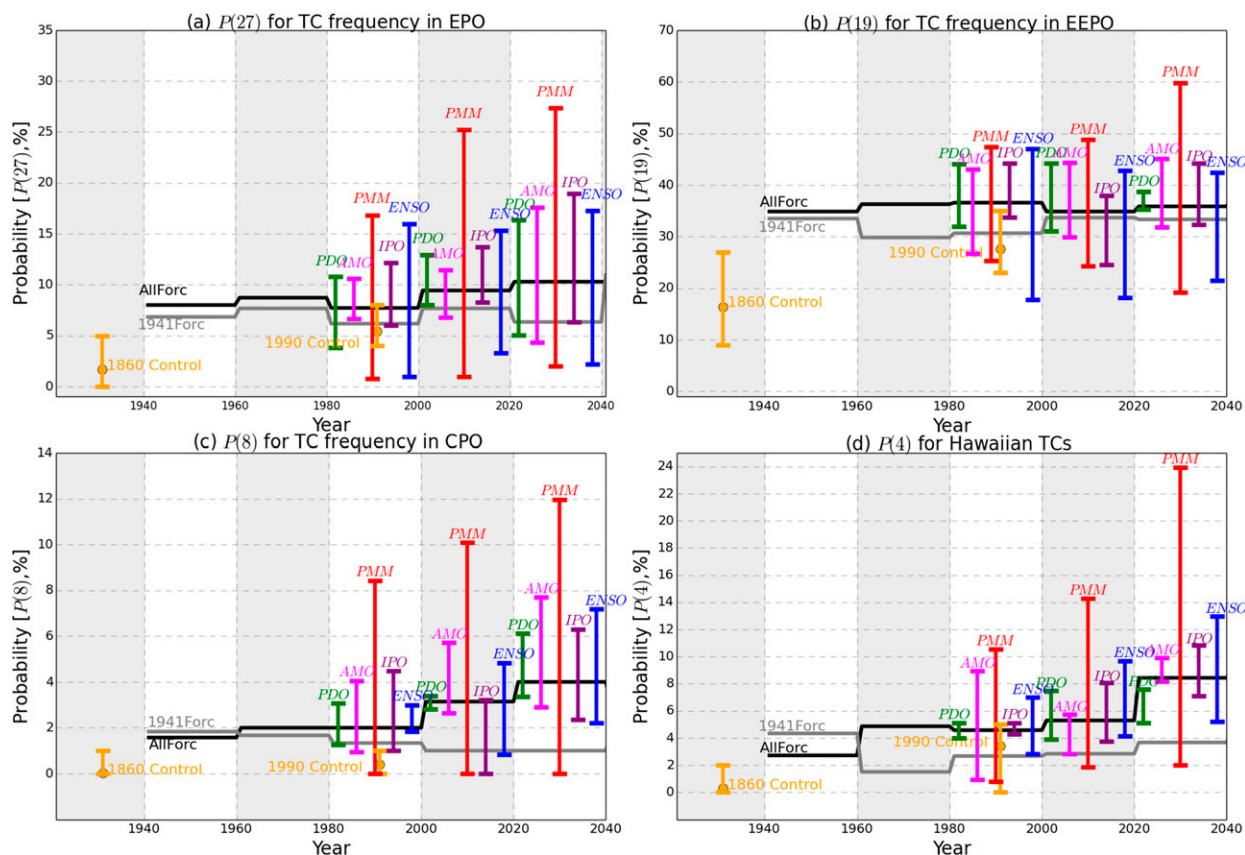 (a) P(27) for TC frequency in EPO
Probability [P(27),%]
35
30
25
20
15
10
5
0
AllForc
1941Forc
1860 Control
1990 Control
PDO
AMO
PMM
IPO
ENSO
PDO
AMO
PMM
IPO
ENSO
PDO
AMO
PMM
IPO
ENSO
1940 1960 1980 2000 2020 2040
Year
(b) P(19) for TC frequency in EEPO
Probability [P(19),%]
70
60
50
40
30
20
10
0
AllForc
1941Forc
1860 Control
1990 Control
PDO
AMO
PMM
IPO
ENSO
PDO
AMO
PMM
IPO
ENSO
PDO
AMO
PMM
IPO
ENSO
1940 1960 1980 2000 2020 2040
Year
(c) P(8) for TC frequency in CPO
Probability [P(8),%]
14
12
10
8
6
4
2
0
1941Forc
AllForc
1860 Control
1990 Control
PDO
AMO
PMM
IPO
ENSO
PDO
AMO
PMM
IPO
ENSO
PDO
AMO
PMM
IPO
ENSO
1940 1960 1980 2000 2020 2040
Year
(d) P(4) for Hawaiian TCs
Probability [P(4),%]
24
22
20
18
16
14
12
10
8
6
4
2
0
1941Forc
AllForc
1860 Control
1990 Control
PDO
AMO
PMM
IPO
ENSO
PDO
AMO
PMM
IPO
ENSO
PDO
AMO
PMM
IPO
ENSO
1940 1960 1980 2000 2020 2040
Year